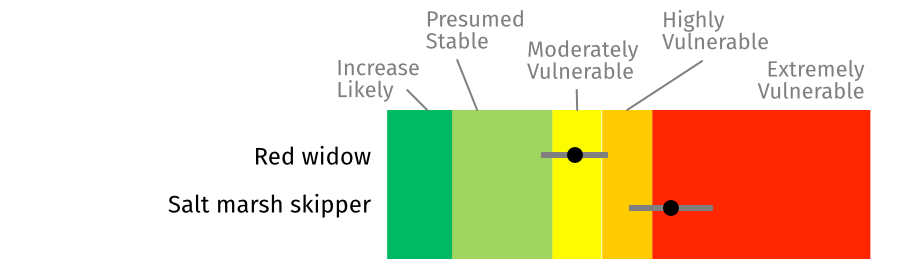 Increase
Likely
Presumed
Stable
Moderately
Vulnerable
Highly
Vulnerable
Extremely
Vulnerable
Red widow
Salt marsh skipper